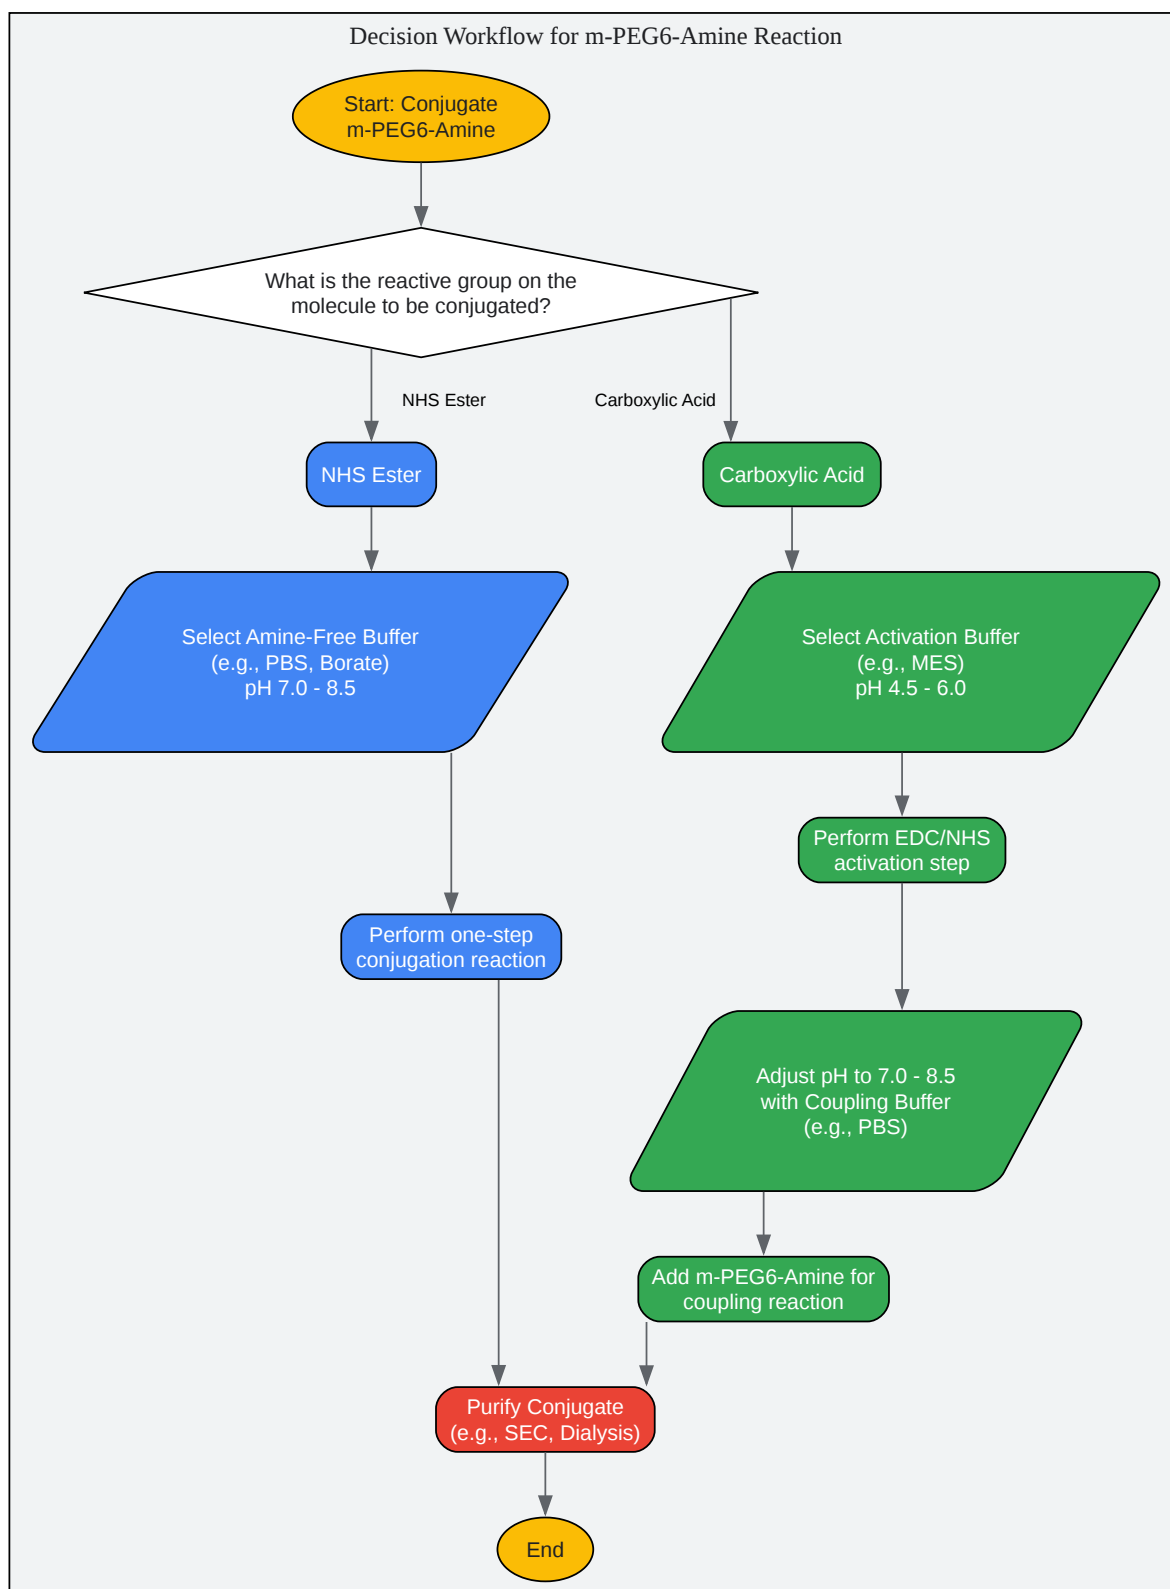 Decision Workflow for m-PEG6-Amine Reaction
Start: Conjugate
m-PEG6-Amine
What is the reactive group on the
molecule to be conjugated?
NHS Ester
Carboxylic Acid
NHS Ester
Carboxylic Acid
Select Amine-Free Buffer
(e.g., PBS, Borate)
pH 7.0 - 8.5
Select Activation Buffer
(e.g., MES)
pH 4.5 - 6.0
Perform EDC/NHS
activation step
Perform one-step
conjugation reaction
Adjust pH to 7.0 - 8.5
with Coupling Buffer
(e.g., PBS)
Add m-PEG6-Amine for
coupling reaction
Purify Conjugate
(e.g., SEC, Dialysis)
End